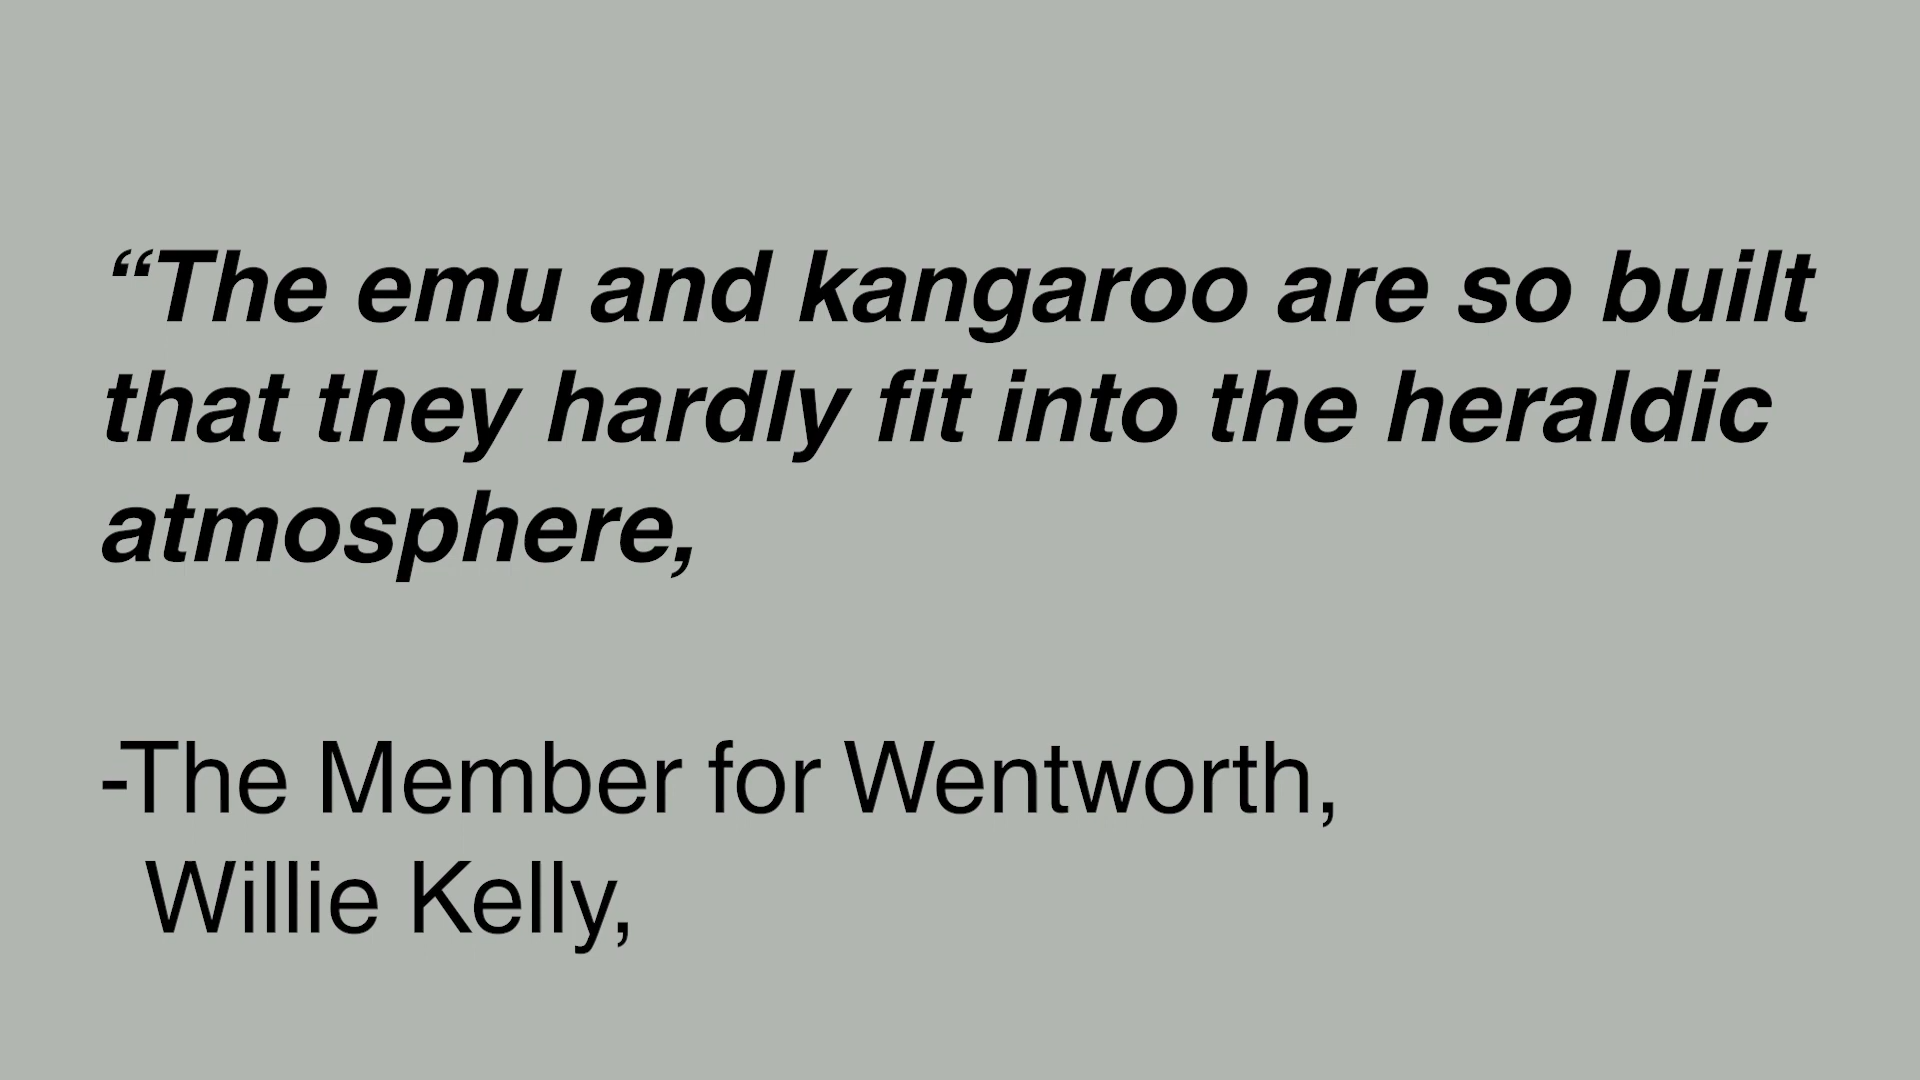 “The emu and kangaroo are so built
that they hardly fit into the heraldic
atmosphere,
-The Member for Wentworth,
Willie Kelly,